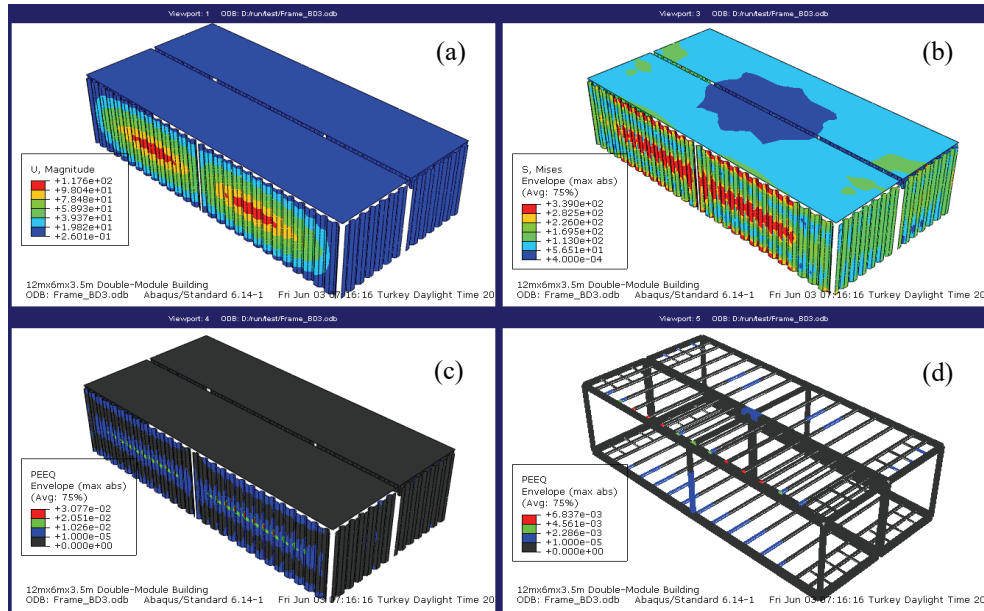 Viewport: 1 ODB: D:/run/test/Frame_BD3.odb
(a)
U, Magnitude
+1.176e+02
+9.804e+01
+7.848e+01
+5.893e+01
+3.937e+01
+1.982e+01
+2.601e-01
12mx6mx3.5m Double-Module Building
ODB: Frame_BD3.odb Abaqus/Standard 6.14-1 Fri Jun 03 07:16:16 Turkey Daylight Time 20
Viewport: 3 ODB: D:/run/test/Frame_BD3.odb
(b)
S, Mises
Envelope (max abs)
(Avg: 75%)
+3.390e+02
+2.825e+02
+2.260e+02
+1.695e+02
+1.130e+02
+5.651e+01
+4.000e-04
12mx6mx3.5m Double-Module Building
ODB: Frame_BD3.odb Abaqus/Standard 6.14-1 Fri Jun 03 07:16:16 Turkey Daylight Time 20
Viewport: 4 ODB: D:/run/test/Frame_BD3.odb
(c)
PEEQ
Envelope (max abs)
(Avg: 75%)
+3.077e-02
+2.051e-02
+1.026e-02
+1.000e-05
+0.000e+00
12mx6mx3.5m Double-Module Building
ODB: Frame_BD3.odb Abaqus/Standard 6.14-1 Fri Jun 03 07:16:16 Turkey Daylight Time 20
Viewport: 5 ODB: D:/run/test/Frame_BD3.odb
(d)
PEEQ
Envelope (max abs)
(Avg: 75%)
+6.837e-03
+4.561e-03
+2.286e-03
+1.000e-05
+0.000e+00
12mx6mx3.5m Double-Module Building
ODB: Frame_BD3.odb Abaqus/Standard 6.14-1 Fri Jun 03 07:16:16 Turkey Daylight Time 20